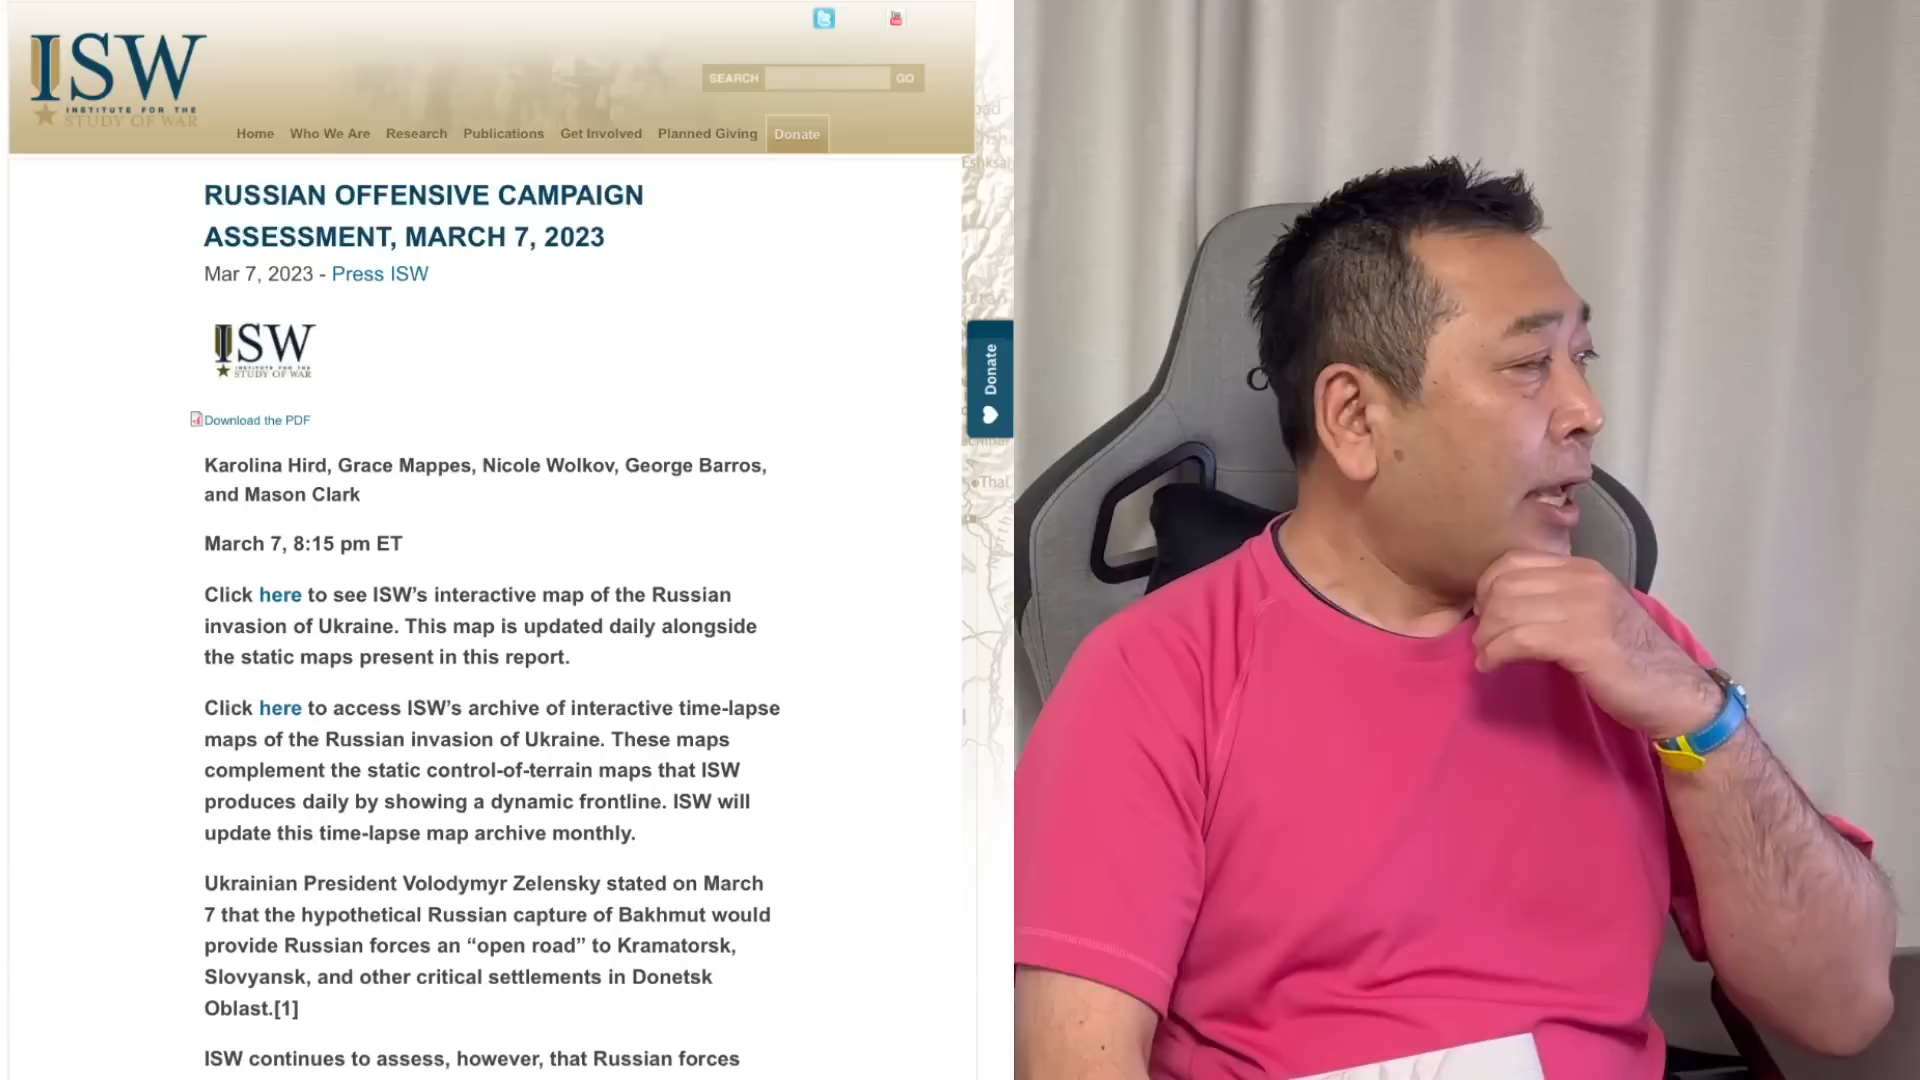 ISW
INSTITUTE FOR THE
STUDY OF WAR
SEARCH
GO
Home Who We Are Research Publications Get Involved Planned Giving Donate
RUSSIAN OFFENSIVE CAMPAIGN
ASSESSMENT, MARCH 7, 2023
Mar 7, 2023 - Press ISW
ISW
INSTITUTE FOR THE
STUDY OF WAR
Donate
Download the PDF
Karolina Hird, Grace Mappes, Nicole Wolkov, George Barros,
and Mason Clark
March 7, 8:15 pm ET
Click here to see ISW’s interactive map of the Russian
invasion of Ukraine. This map is updated daily alongside
the static maps present in this report.
Click here to access ISW’s archive of interactive time-lapse
maps of the Russian invasion of Ukraine. These maps
complement the static control-of-terrain maps that ISW
produces daily by showing a dynamic frontline. ISW will
update this time-lapse map archive monthly.
Ukrainian President Volodymyr Zelensky stated on March
7 that the hypothetical Russian capture of Bakhmut would
provide Russian forces an “open road” to Kramatorsk,
Slovyansk, and other critical settlements in Donetsk
Oblast.[1]
ISW continues to assess, however, that Russian forces